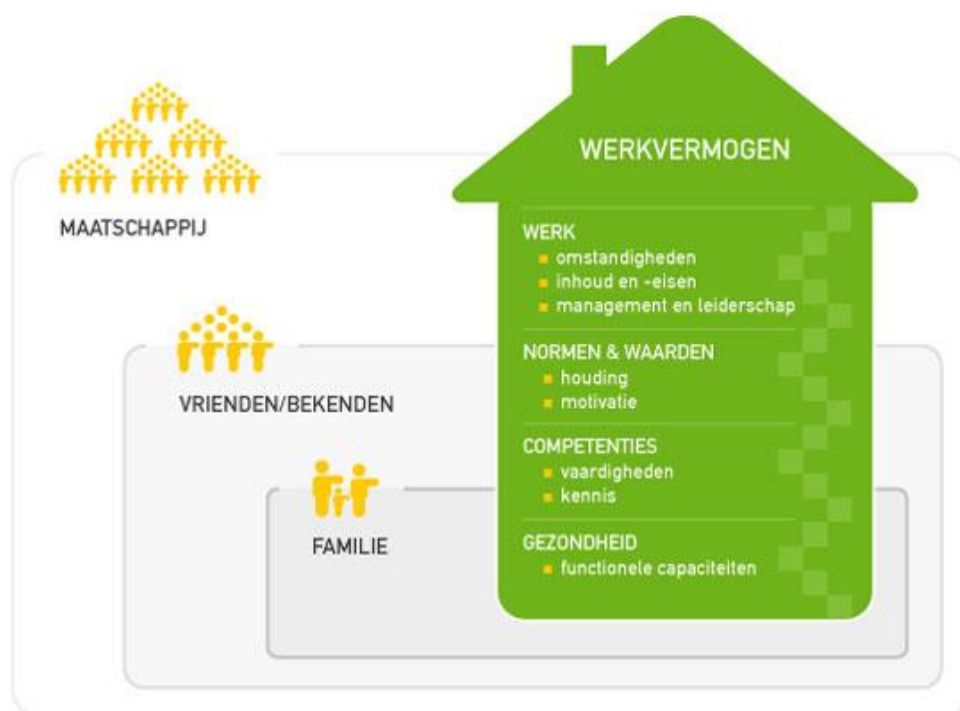 WERKVERMOGEN
MAATSCHAPPIJ
WERK
omstandigheden
inhoud en -eisen
management en leiderschap
NORMEN & WAARDEN
houding
motivatie
VRIENDEN/BEKENDEN
COMPETENTIES
vaardigheden
kennis
FAMILIE
GEZONDHEID
functionele capaciteiten